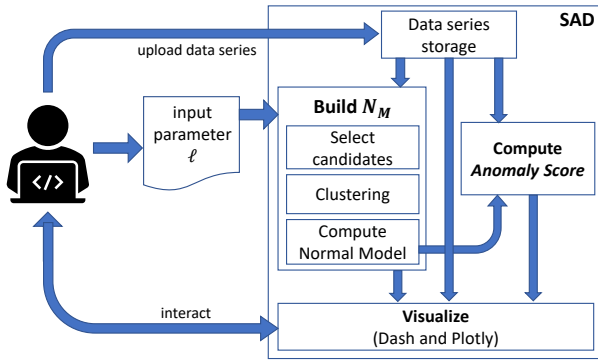 SAD
Data series
storage
upload data series
input
parameter
ℓ
Build N_M
Select
candidates
Clustering
Compute
Normal Model
Compute
Anomaly Score
</>
interact
Visualize
(Dash and Plotly)